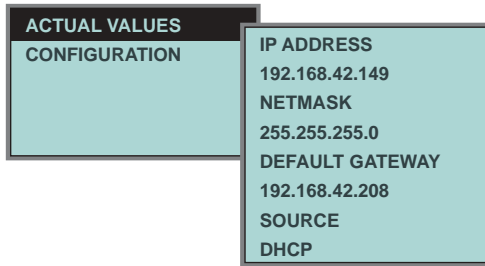 ACTUAL VALUES
CONFIGURATION
IP ADDRESS
192.168.42.149
NETMASK
255.255.255.0
DEFAULT GATEWAY
192.168.42.208
SOURCE
DHCP